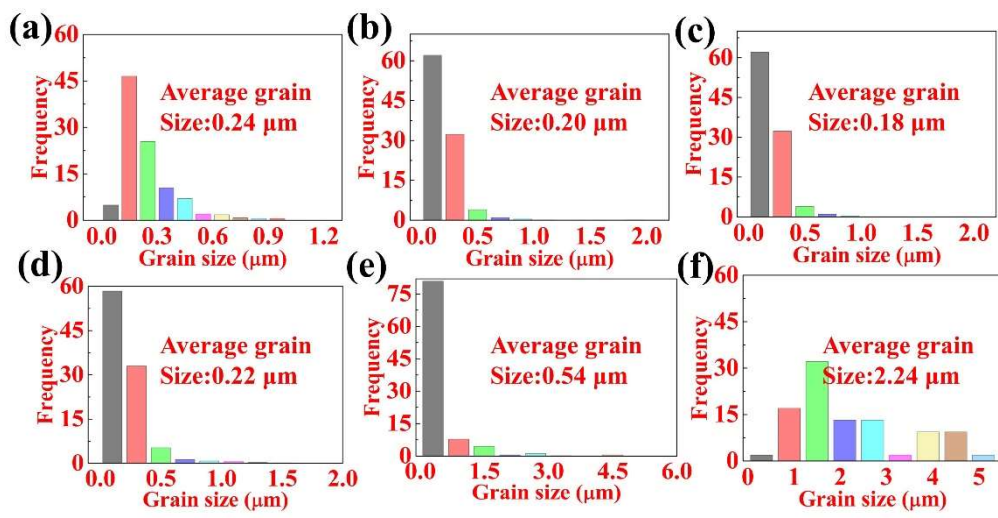 (a)
60
45
30
15
0
Frequency
Average grain
Size:0.24 μm
0.0 0.3 0.6 0.9 1.2
Grain size (μm)
(b)
60
30
0
Frequency
Average grain
Size:0.20 μm
0.0 0.5 1.0 1.5 2.0
Grain size (μm)
(c)
60
30
0
Frequency
Average grain
Size:0.18 μm
0.0 0.5 1.0 1.5 2.0
Grain size (μm)
(d)
60
45
30
15
0
Frequency
Average grain
Size:0.22 μm
0.0 0.5 1.0 1.5 2.0
Grain size (μm)
(e)
75
60
45
30
15
0
Frequency
Average grain
Size:0.54 μm
0.0 1.5 3.0 4.5 6.0
Grain size (μm)
(f)
60
45
30
15
0
Frequency
Average grain
Size:2.24 μm
0 1 2 3 4 5
Grain size (μm)